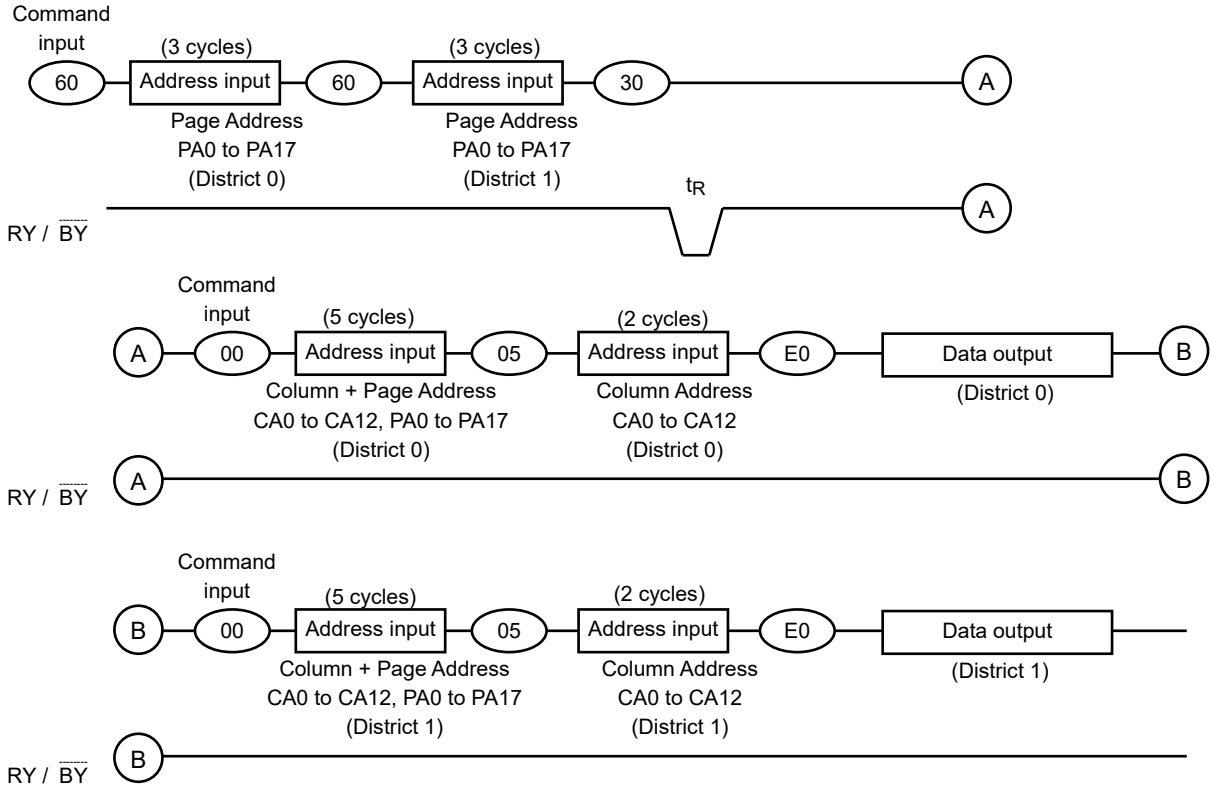 Command
input
(3 cycles)
(3 cycles)
60
Address input
60
Address input
30
A
Page Address
PA0 to PA17
(District 0)
Page Address
PA0 to PA17
(District 1)
tR
A
RY / BY
Command
input
(5 cycles)
(2 cycles)
A
00
Address input
05
Address input
E0
Data output
B
Column + Page Address
CA0 to CA12, PA0 to PA17
(District 0)
Column Address
CA0 to CA12
(District 0)
(District 0)
A
B
RY / BY
Command
input
(5 cycles)
(2 cycles)
B
00
Address input
05
Address input
E0
Data output
Column + Page Address
CA0 to CA12, PA0 to PA17
(District 1)
Column Address
CA0 to CA12
(District 1)
(District 1)
B
RY / BY